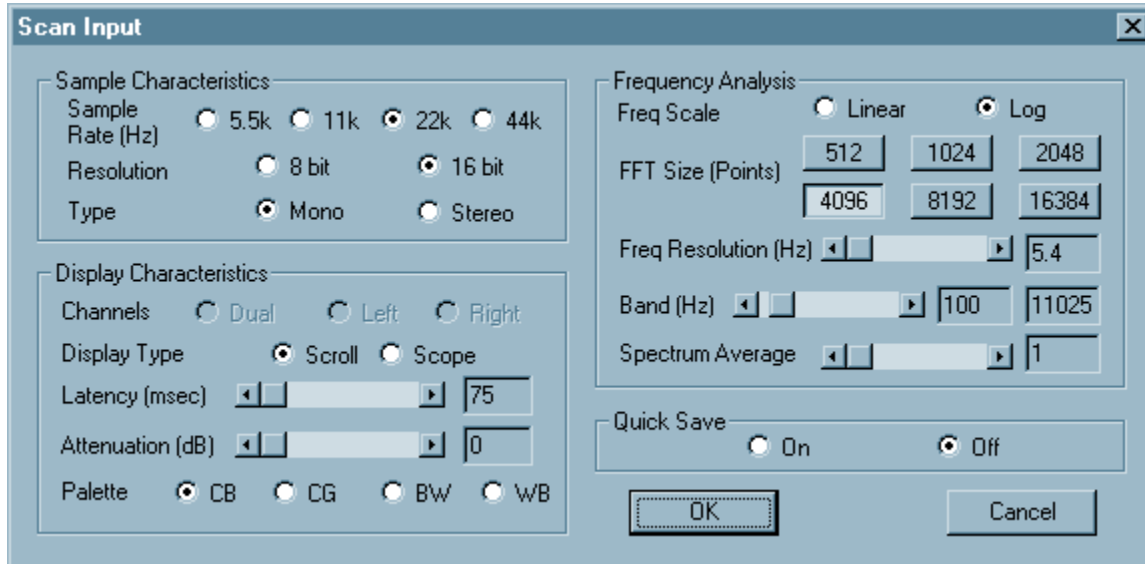 Scan Input
Sample Characteristics
Sample
Rate (Hz) 5.5k 11k 22k 44k
Resolution 8 bit 16 bit
Type Mono Stereo
Display Characteristics
Channels Dual Left Right
Display Type Scroll Scope
Latency (msec) 75
Attenuation (dB) 0
Palette CB CG BW WB
Frequency Analysis
Freq Scale Linear Log
512 1024 2048
FFT Size (Points)
4096 8192 16384
Freq Resolution (Hz) 5.4
Band (Hz) 100 11025
Spectrum Average 1
Quick Save
On Off
OK Cancel